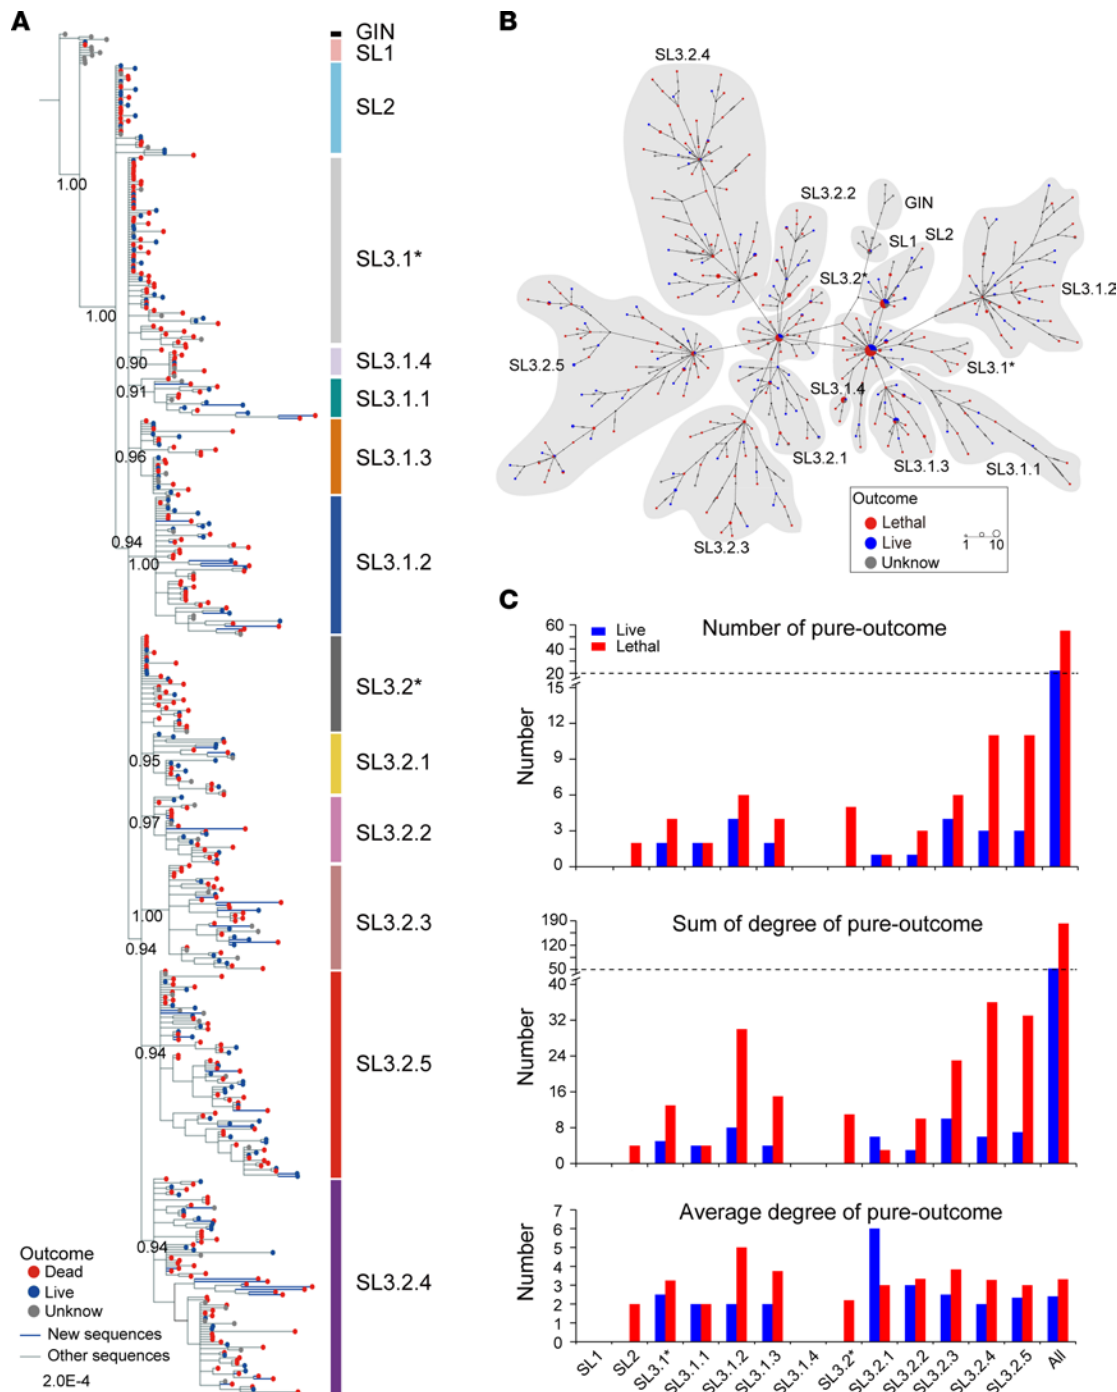 A
GIN
SL1
SL2
1.00
SL3.1*
1.00
0.90
SL3.1.4
0.91
SL3.1.1
0.96
SL3.1.3
0.94
1.00
SL3.1.2
SL3.2*
0.95
SL3.2.1
0.97
SL3.2.2
1.00
SL3.2.3
0.94
0.94
SL3.2.5
0.94
SL3.2.4
Outcome
Dead
Live
Unknow
New sequences
Other sequences
2.0E-4
B
SL3.2.4
SL3.2.2
GIN
SL1
SL2
SL3.2*
SL3.1.2
SL3.2.5
SL3.1*
SL3.1.4
SL3.2.1
SL3.1.3
SL3.1.1
SL3.2.3
Outcome
Lethal
Live
Unknow
1 10
C
Number of pure-outcome
Live
Lethal
Number
60
40
20
15
12
9
6
3
0
Sum of degree of pure-outcome
Number
190
120
50
40
32
24
16
8
0
Average degree of pure-outcome
Number
7
6
5
4
3
2
1
0
SL1 SL2 SL3.1* SL3.1.1 SL3.1.2 SL3.1.3 SL3.1.4 SL3.2* SL3.2.1 SL3.2.2 SL3.2.3 SL3.2.4 SL3.2.5 All